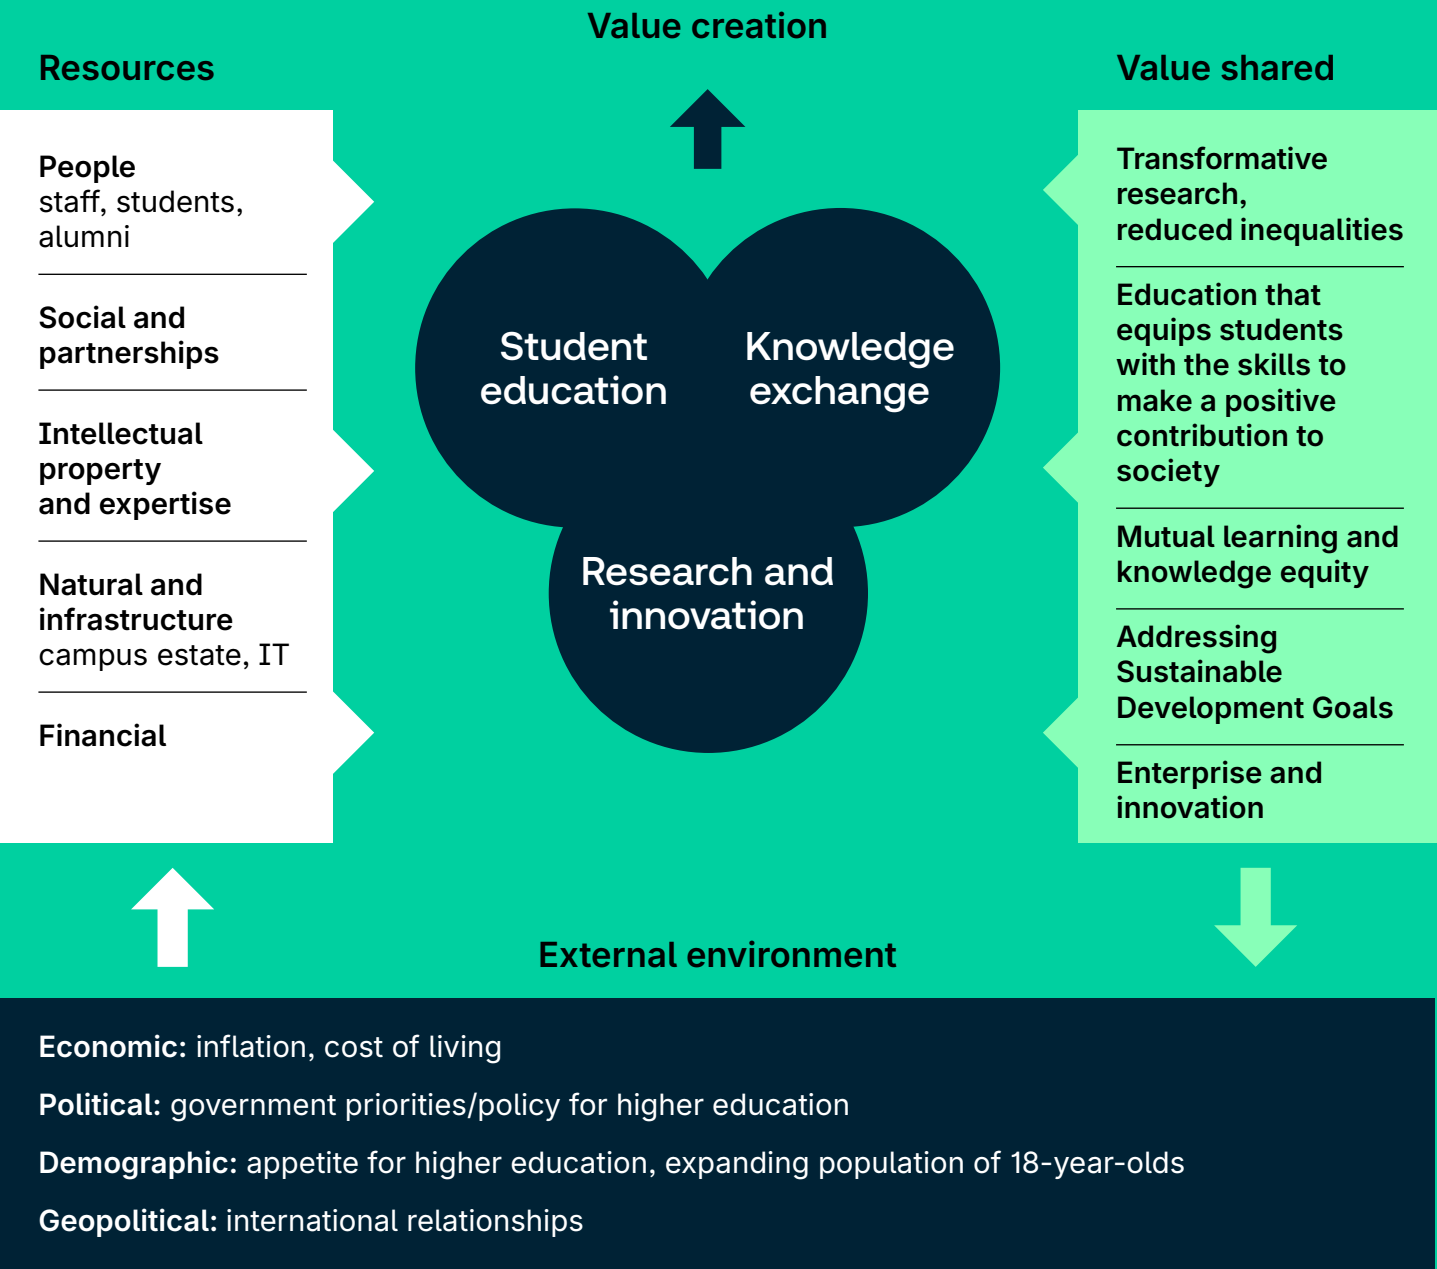 Value creation
Resources
Value shared
People
staff, students,
alumni
Social and
partnerships
Intellectual
property
and expertise
Natural and
infrastructure
campus estate, IT
Financial
Student
education
Knowledge
exchange
Research and
innovation
Transformative
research,
reduced inequalities
Education that
equips students
with the skills to
make a positive
contribution to
society
Mutual learning and
knowledge equity
Addressing
Sustainable
Development Goals
Enterprise and
innovation
External environment
Economic: inflation, cost of living
Political: government priorities/policy for higher education
Demographic: appetite for higher education, expanding population of 18-year-olds
Geopolitical: international relationships